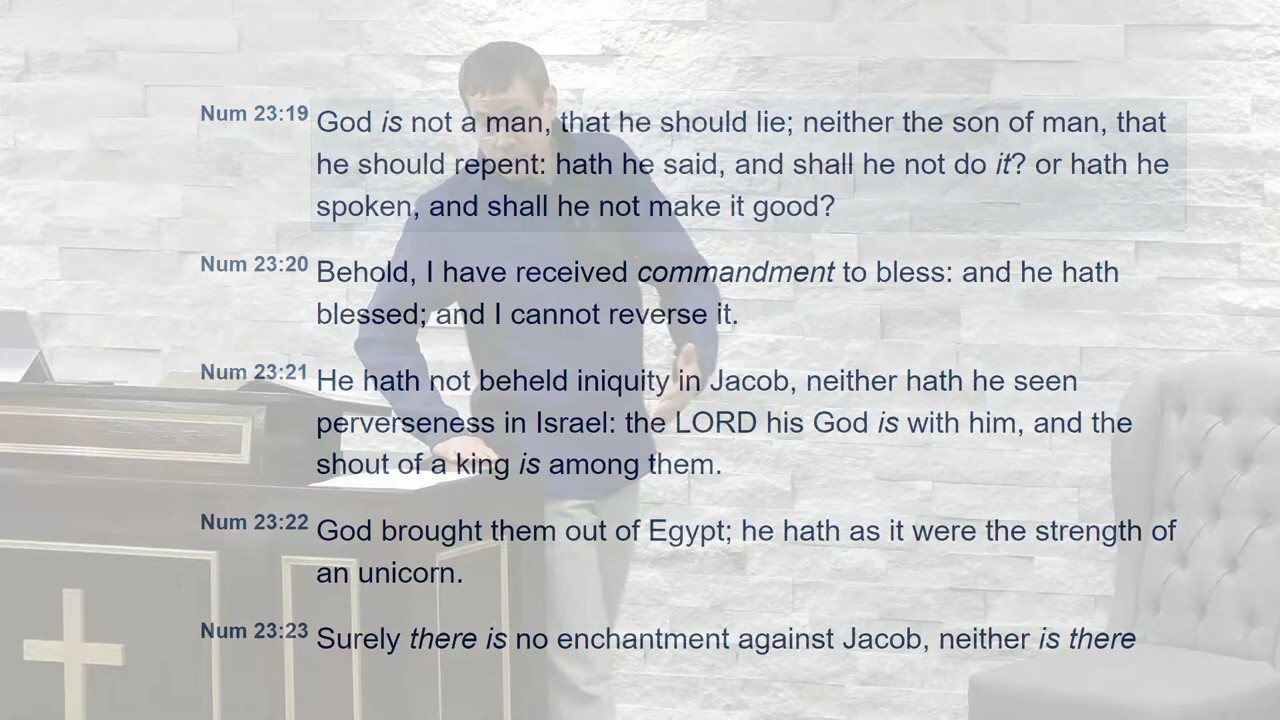 Num 23:19 God is not a man, that he should lie; neither the son of man, that
he should repent: hath he said, and shall he not do it? or hath he
spoken, and shall he not make it good?
Num 23:20 Behold, I have received commandment to bless: and he hath
blessed; and I cannot reverse it.
Num 23:21 He hath not beheld iniquity in Jacob, neither hath he seen
perverseness in Israel: the LORD his God is with him, and the
shout of a king is among them.
Num 23:22 God brought them out of Egypt; he hath as it were the strength of
an unicorn.
Num 23:23 Surely there is no enchantment against Jacob, neither is there